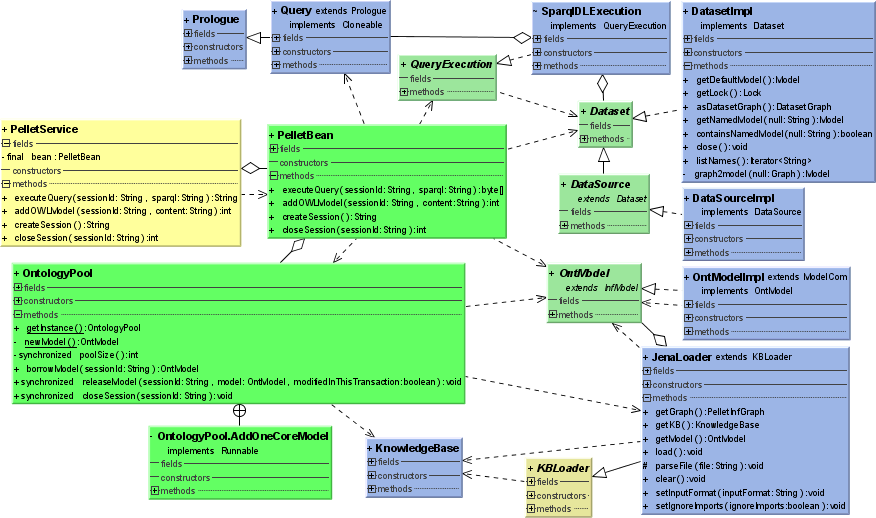 + Prologue
fields
constructors
methods
+ Query extends Prologue
implements Cloneable
fields
constructors
methods
~ SparqlDLExecution
implements QueryExecution
fields
constructors
methods
+ DatasetImpl
implements Dataset
fields
constructors
methods
+ getDefaultModel():Model
+ getLock():Lock
+ asDatasetGraph():DatasetGraph
+ getNamedModel(null:String):Model
+ containsNamedModel(null:String):boolean
+ close():void
+ listNames():Iterator<String>
- graph2model(null:Graph):Model
+ QueryExecution
fields
methods
+ Dataset
fields
methods
+ PelletService
fields
- final bean:PelletBean
constructors
methods
+ executeQuery(sessionId:String, sparql:String):String
+ addOWLModel(sessionId:String, content:String):int
+ createSession():String
+ closeSession(sessionId:String):int
+ PelletBean
fields
constructors
methods
+ executeQuery(sessionId:String, sparql:String):byte[]
+ addOWLModel(sessionId:String, content:String):int
+ createSession():String
+ closeSession(sessionId:String):int
+ DataSource
extends Dataset
fields
methods
+ DataSourceImpl
implements DataSource
fields
constructors
methods
+ OntologyPool
fields
constructors
methods
+ getInstance():OntologyPool
- newModel():OntModel
- synchronized poolSize():int
+ borrowModel(sessionId:String):OntModel
+ synchronized releaseModel(sessionId:String, model:OntModel, modifiedInThisTransaction:boolean):void
+ synchronized closeSession(sessionId:String):void
+ OntModel
extends InfModel
fields
methods
+ OntModelImpl extends ModelCom
implements OntModel
fields
constructors
methods
+ JenaLoader extends KBLoader
fields
constructors
methods
+ getGraph():PelletInfGraph
+ getKB():KnowledgeBase
+ getModel():OntModel
+ load():void
# parseFile(file:String):void
+ clear():void
+ setInputFormat(inputFormat:String):void
+ setIgnoreImports(ignoreImports:boolean):void
- OntologyPool.AddOneCoreModel
implements Runnable
fields
constructors
methods
+ KnowledgeBase
fields
constructors
methods
+ KBLoader
fields
constructors
methods